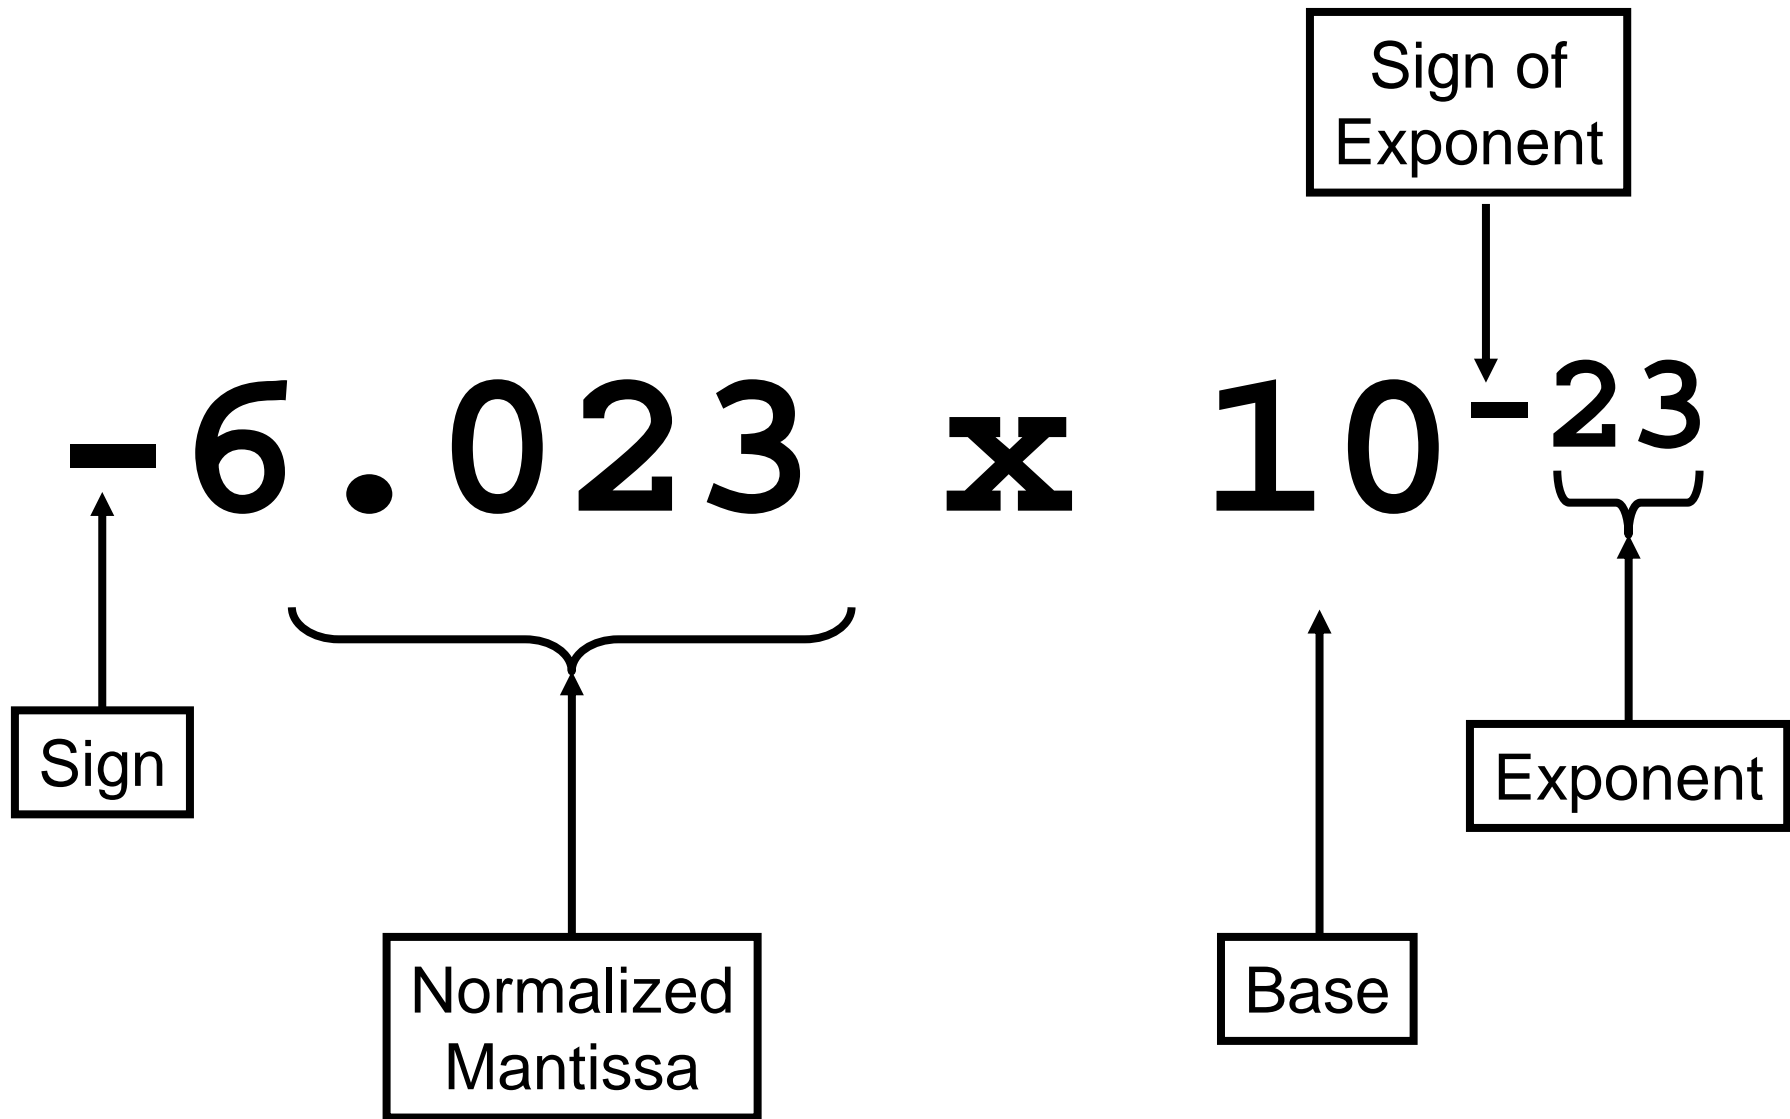 Sign of
Exponent
-6.023 x 10⁻²³
Sign
Exponent
Normalized
Mantissa
Base